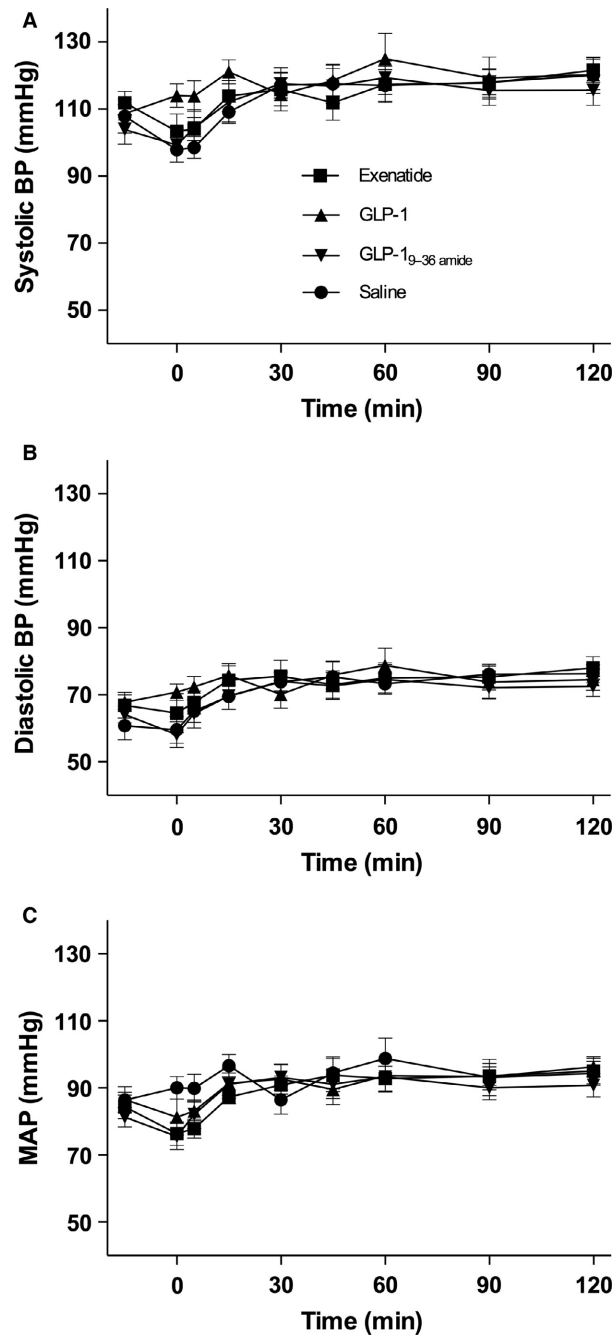 A
130
110
90
70
50
Systolic BP (mmHg)
Exenatide
GLP-1
GLP-19–36 amide
Saline
0 30 60 90 120
Time (min)
B
130
110
90
70
50
Diastolic BP (mmHg)
0 30 60 90 120
Time (min)
C
130
110
90
70
50
MAP (mmHg)
0 30 60 90 120
Time (min)